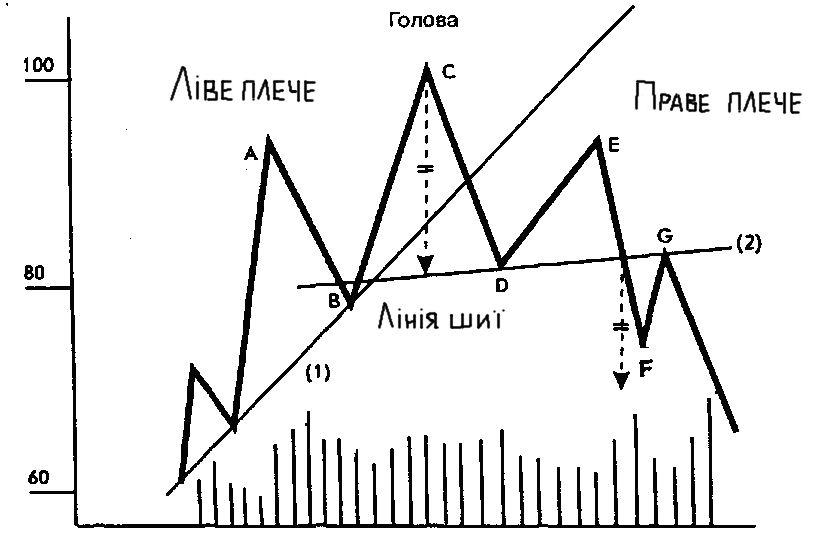 Голова
100
ЛІВЕ ПЛЕЧЕ
C
ПРАВЕ ПЛЕЧЕ
A
E
G
(2)
80
B
D
ЛІНІЯ ШИЇ
(1)
F
60